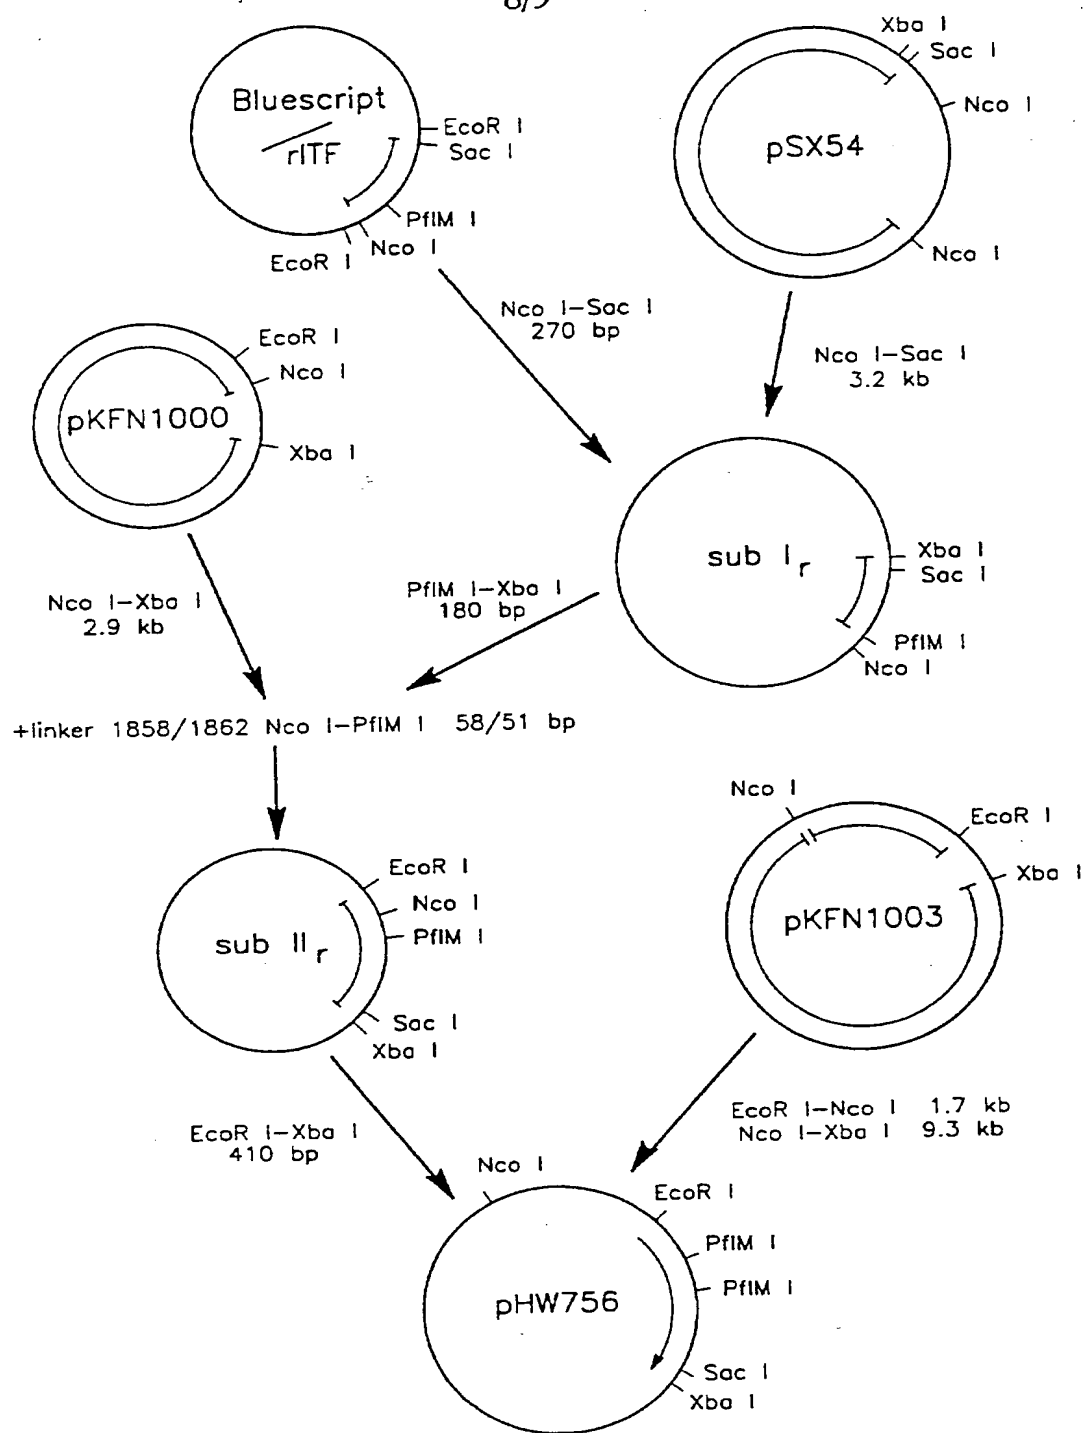 8/9
Bluescript
rITF
EcoR I
Sac I
PflM I
Nco I
EcoR I
pSX54
Xba I
Sac I
Nco I
Nco I
Nco I-Sac I
270 bp
Nco I-Sac I
3.2 kb
pKFN1000
EcoR I
Nco I
Xba I
sub I r
Xba I
Sac I
PflM I
Nco I
Nco I-Xba I
2.9 kb
PflM I-Xba I
180 bp
+linker 1858/1862 Nco I-PflM I 58/51 bp
sub II r
EcoR I
Nco I
PflM I
Sac I
Xba I
pKFN1003
Nco I
EcoR I
Xba I
EcoR I-Xba I
410 bp
EcoR I-Nco I 1.7 kb
Nco I-Xba I 9.3 kb
pHW756
Nco I
EcoR I
PflM I
PflM I
Sac I
Xba I